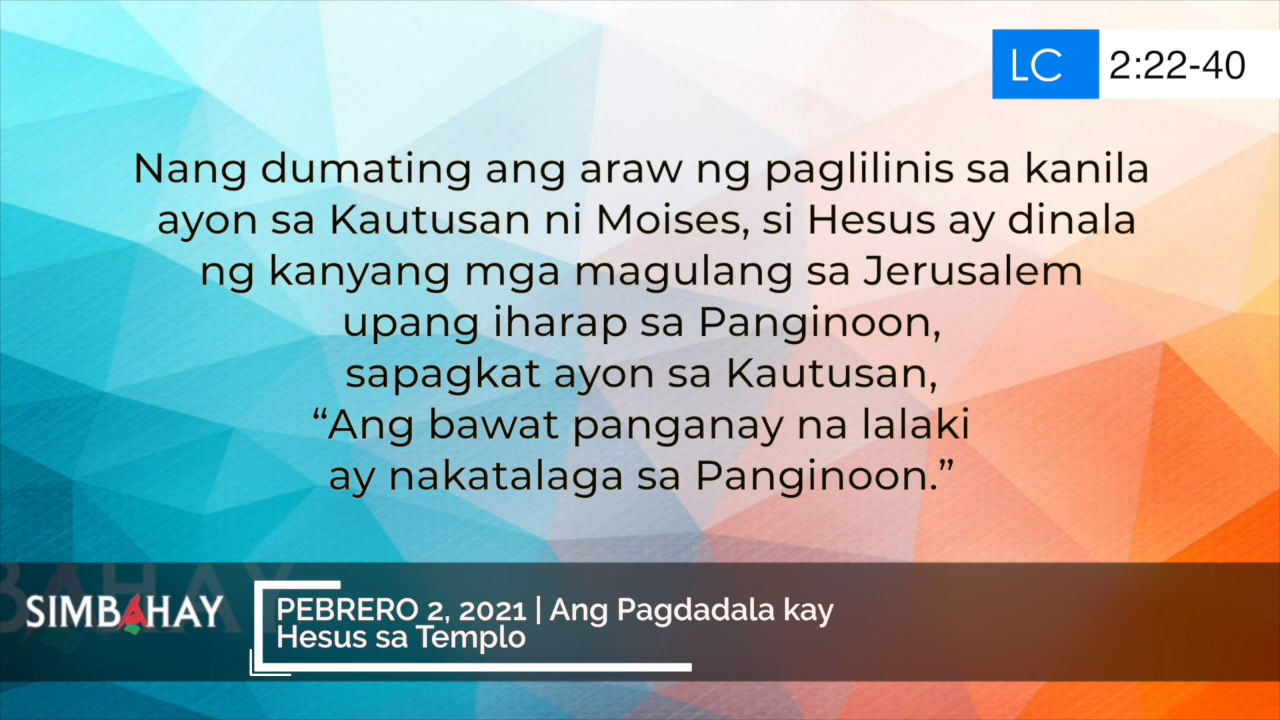 LC 2:22-40
Nang dumating ang araw ng paglilinis sa kanila
ayon sa Kautusan ni Moises, si Hesus ay dinala
ng kanyang mga magulang sa Jerusalem
upang iharap sa Panginoon,
sapagkat ayon sa Kautusan,
“Ang bawat panganay na lalaki
ay nakatalaga sa Panginoon.”
SIMBAHAY
PEBRERO 2, 2021 | Ang Pagdadala kay
Hesus sa Templo